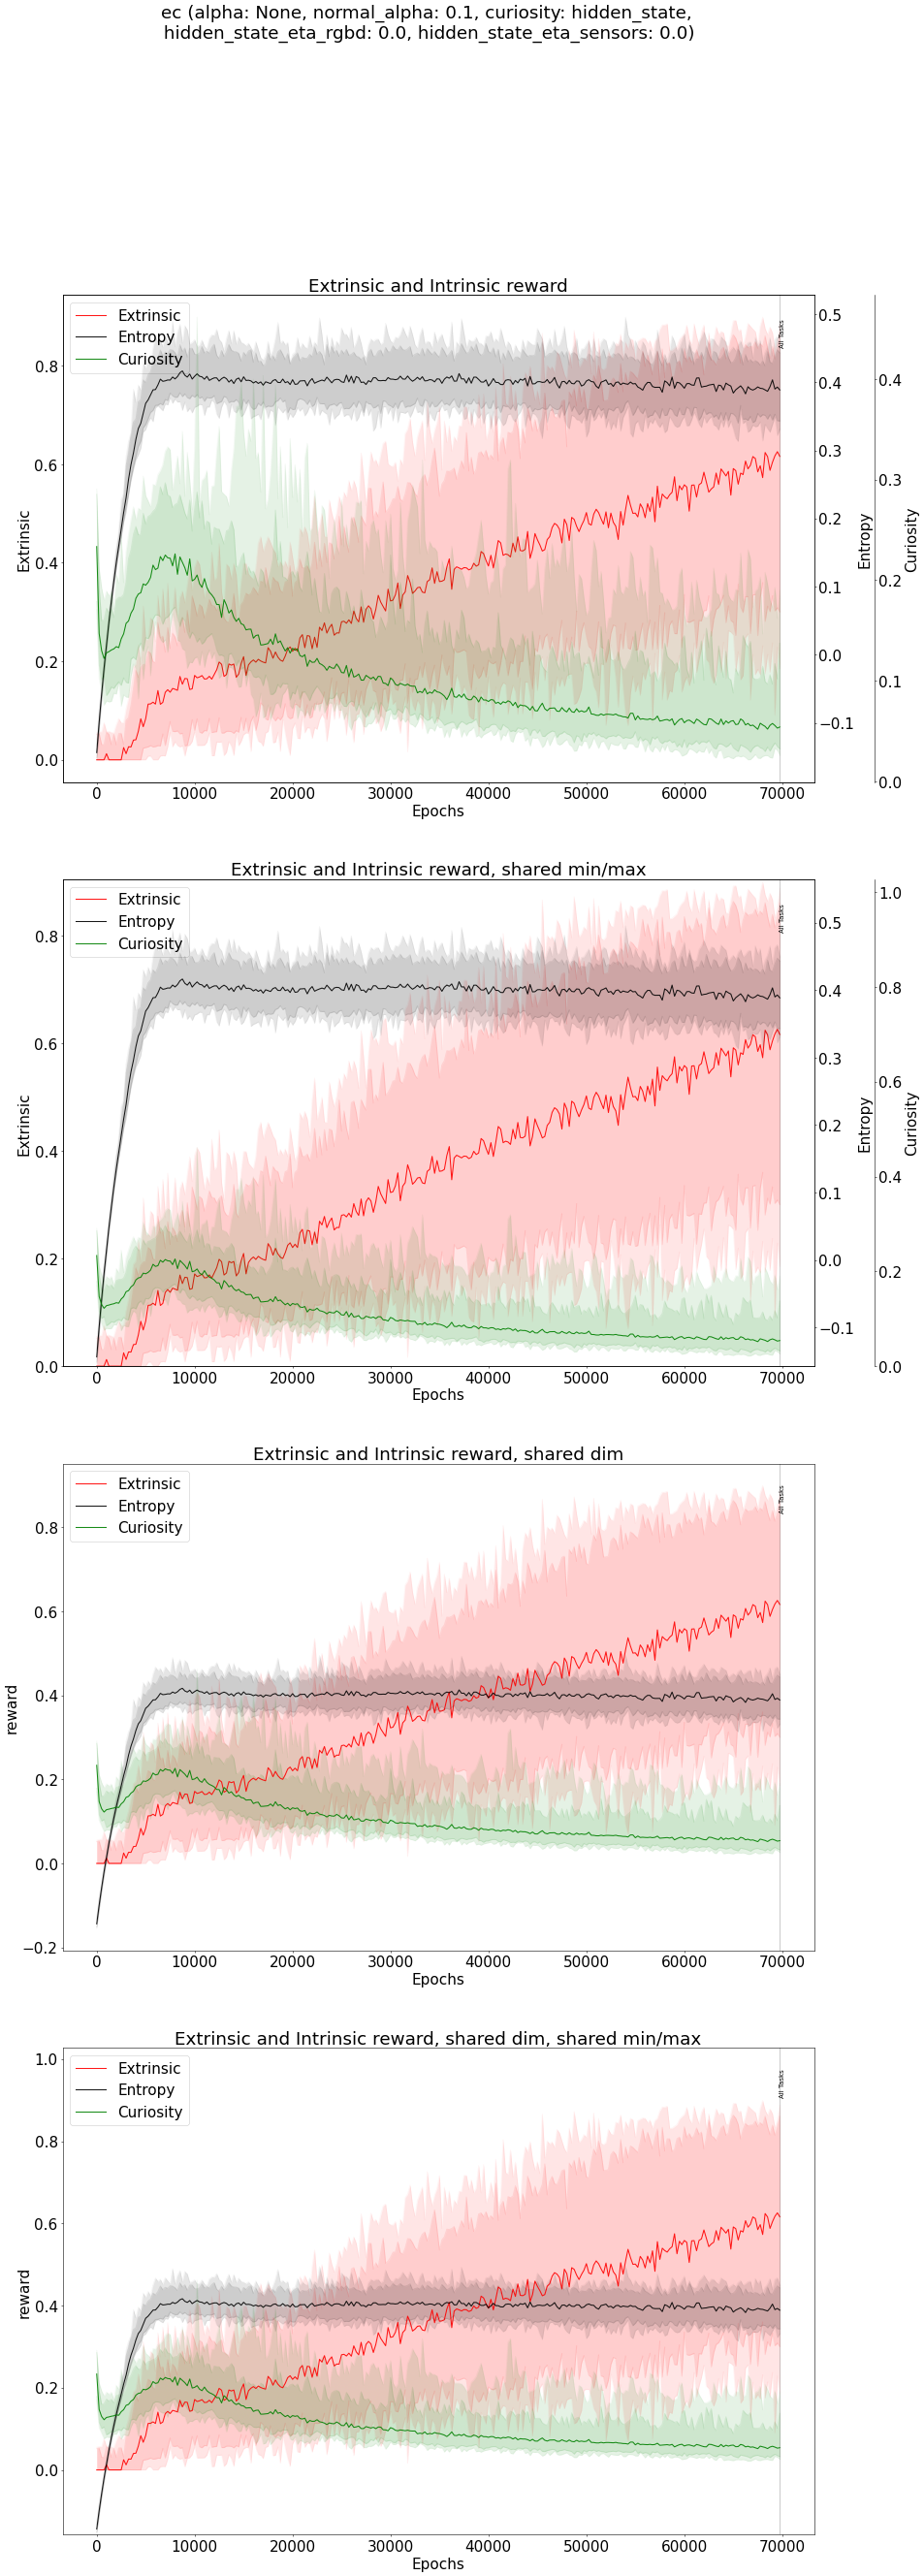 ec (alpha: None, normal_alpha: 0.1, curiosity: hidden_state,
hidden_state_eta_rgbd: 0.0, hidden_state_eta_sensors: 0.0)
Extrinsic and Intrinsic reward
Extrinsic
Entropy
Curiosity
All Tasks
0.8
0.6
0.4
0.2
0.0
Extrinsic
0.5
0.4
0.3
0.2
0.1
0.0
−0.1
Entropy
0.4
0.3
0.2
0.1
0.0
Curiosity
0 10000 20000 30000 40000 50000 60000 70000
Epochs
Extrinsic and Intrinsic reward, shared min/max
Extrinsic
Entropy
Curiosity
All Tasks
0.8
0.6
0.4
0.2
0.0
Extrinsic
0.5
0.4
0.3
0.2
0.1
0.0
−0.1
Entropy
1.0
0.8
0.6
0.4
0.2
0.0
Curiosity
0 10000 20000 30000 40000 50000 60000 70000
Epochs
Extrinsic and Intrinsic reward, shared dim
Extrinsic
Entropy
Curiosity
All Tasks
0.8
0.6
0.4
0.2
0.0
−0.2
reward
0 10000 20000 30000 40000 50000 60000 70000
Epochs
Extrinsic and Intrinsic reward, shared dim, shared min/max
Extrinsic
Entropy
Curiosity
All Tasks
1.0
0.8
0.6
0.4
0.2
0.0
reward
0 10000 20000 30000 40000 50000 60000 70000
Epochs